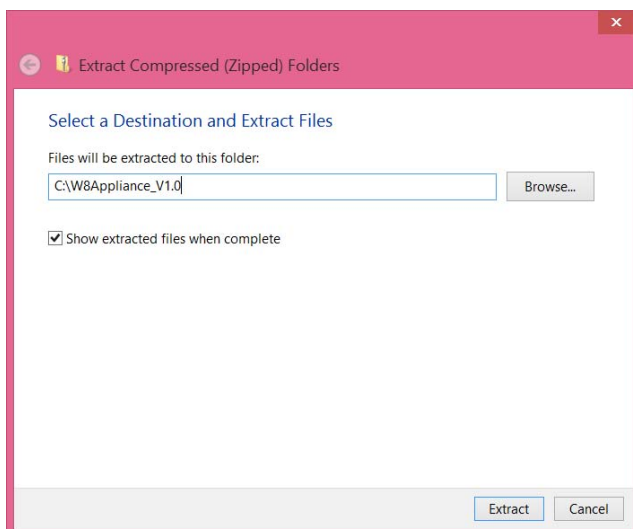 Extract Compressed (Zipped) Folders
Select a Destination and Extract Files
Files will be extracted to this folder:
C:\W8Appliance_V1.0
Browse...
Show extracted files when complete
Extract Cancel